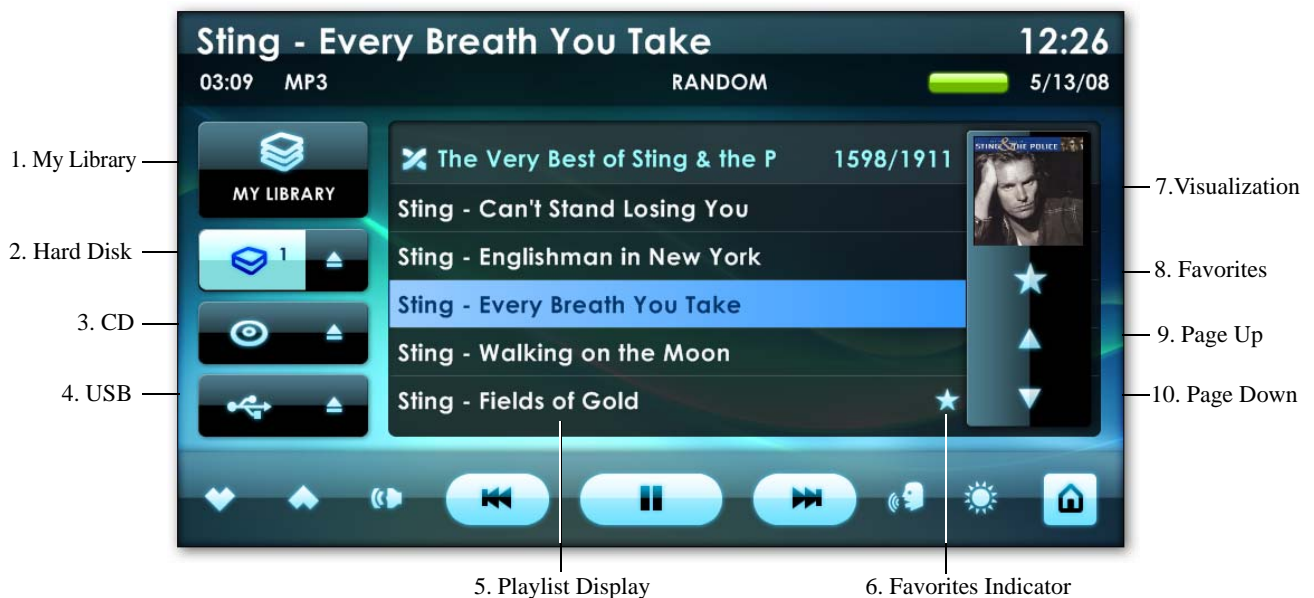 Sting - Every Breath You Take 12:26
03:09 MP3 RANDOM 5/13/08
1. My Library
MY LIBRARY
The Very Best of Sting & the P 1598/1911
STING & THE POLICE
7.Visualization
Sting - Can't Stand Losing You
2. Hard Disk
1
Sting - Englishman in New York
8. Favorites
Sting - Every Breath You Take
3. CD
9. Page Up
Sting - Walking on the Moon
4. USB
Sting - Fields of Gold
10. Page Down
5. Playlist Display
6. Favorites Indicator